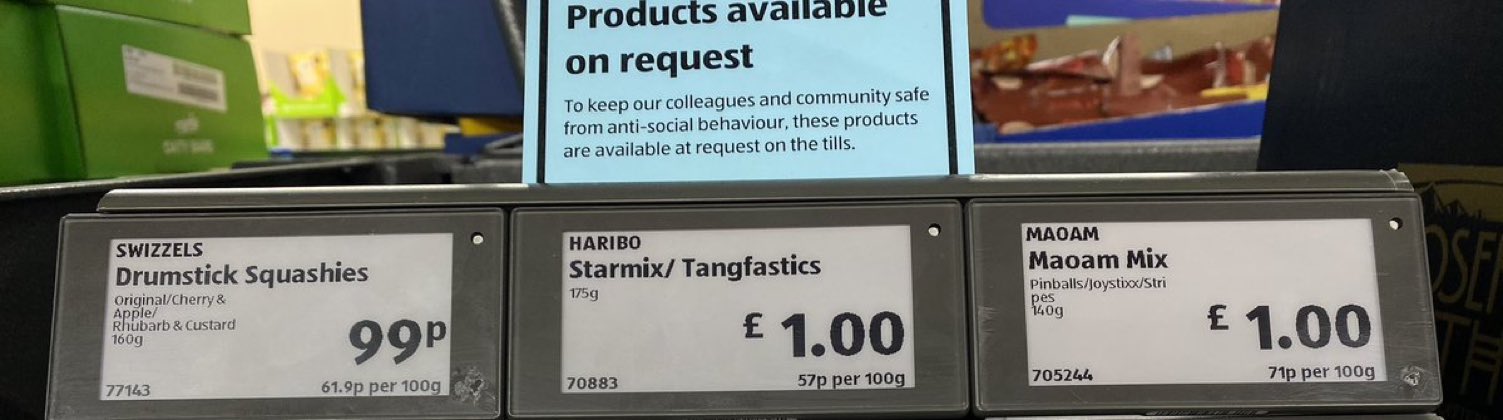 Products available
on request
To keep our colleagues and community safe
from anti-social behaviour, these products
are available at request on the tills.
SWIZZELS
Drumstick Squashies
Original/Cherry &
Apple/
Rhubarb & Custard
160g
99p
77143
61.9p per 100g
HARIBO
Starmix/ Tangfastics
175g
£ 1.00
70883
57p per 100g
MAOAM
Maoam Mix
Pinballs/Joystixx/Stri
pes
140g
£ 1.00
705244
71p per 100g